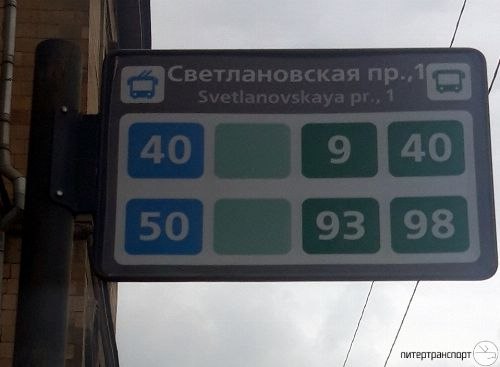 Светлановская пр.,1
Svetlanovskaya pr., 1
40 9 40
50 93 98
питертранспорт